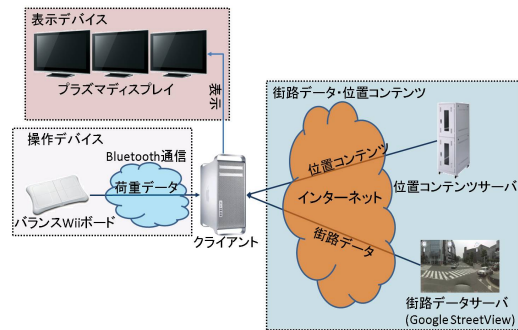 表示デバイス
プラズマディスプレイ
表示
操作デバイス
Bluetooth通信
荷重データ
バランスWiiボード
クライアント
街路データ・位置コンテンツ
位置コンテンツ
インターネット
街路データ
位置コンテンツサーバ
街路データサーバ
(Google StreetView)